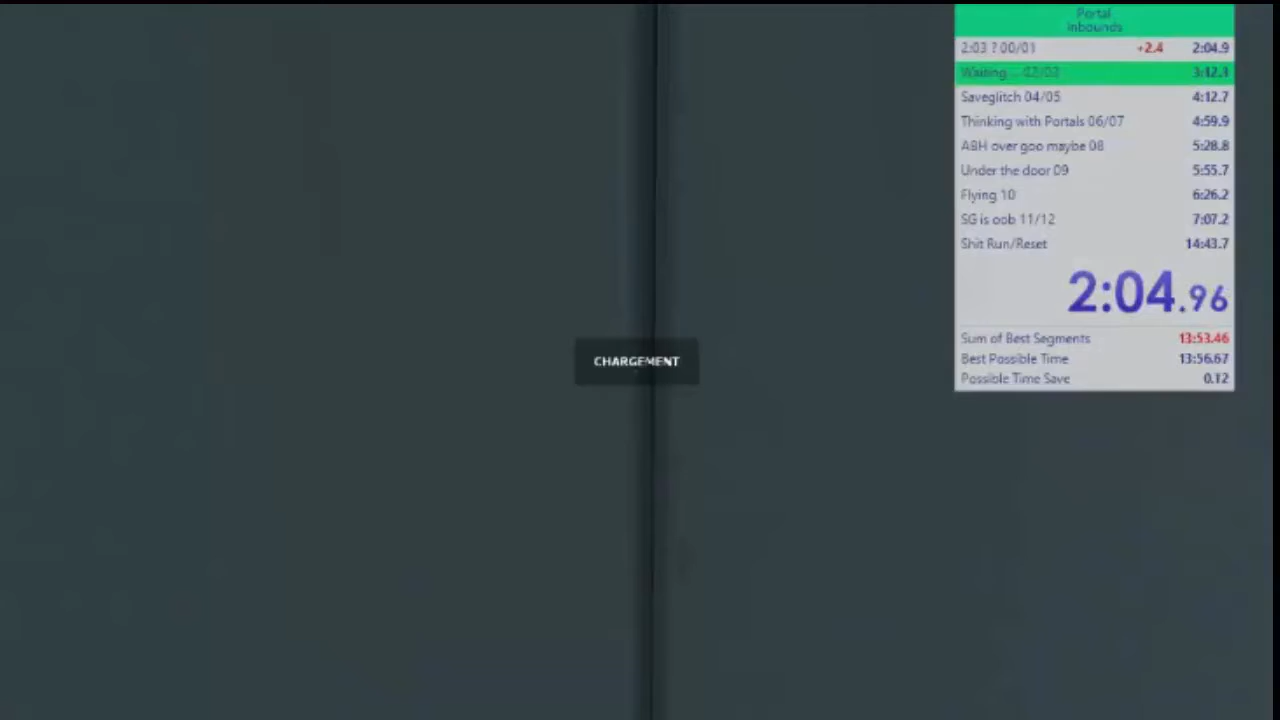 Portal
Inbounds
2:03 ? 00/01 +2.4 2:04.9
Waiting ... 02/03 3:12.3
Saveglitch 04/05 4:12.7
Thinking with Portals 06/07 4:59.9
ABH over goo maybe 08 5:28.8
Under the door 09 5:55.7
Flying 10 6:26.2
SG is oob 11/12 7:07.2
Shit Run/Reset 14:43.7
2:04.96
Sum of Best Segments 13:53.46
Best Possible Time 13:56.67
Possible Time Save 0.12
CHARGEMENT